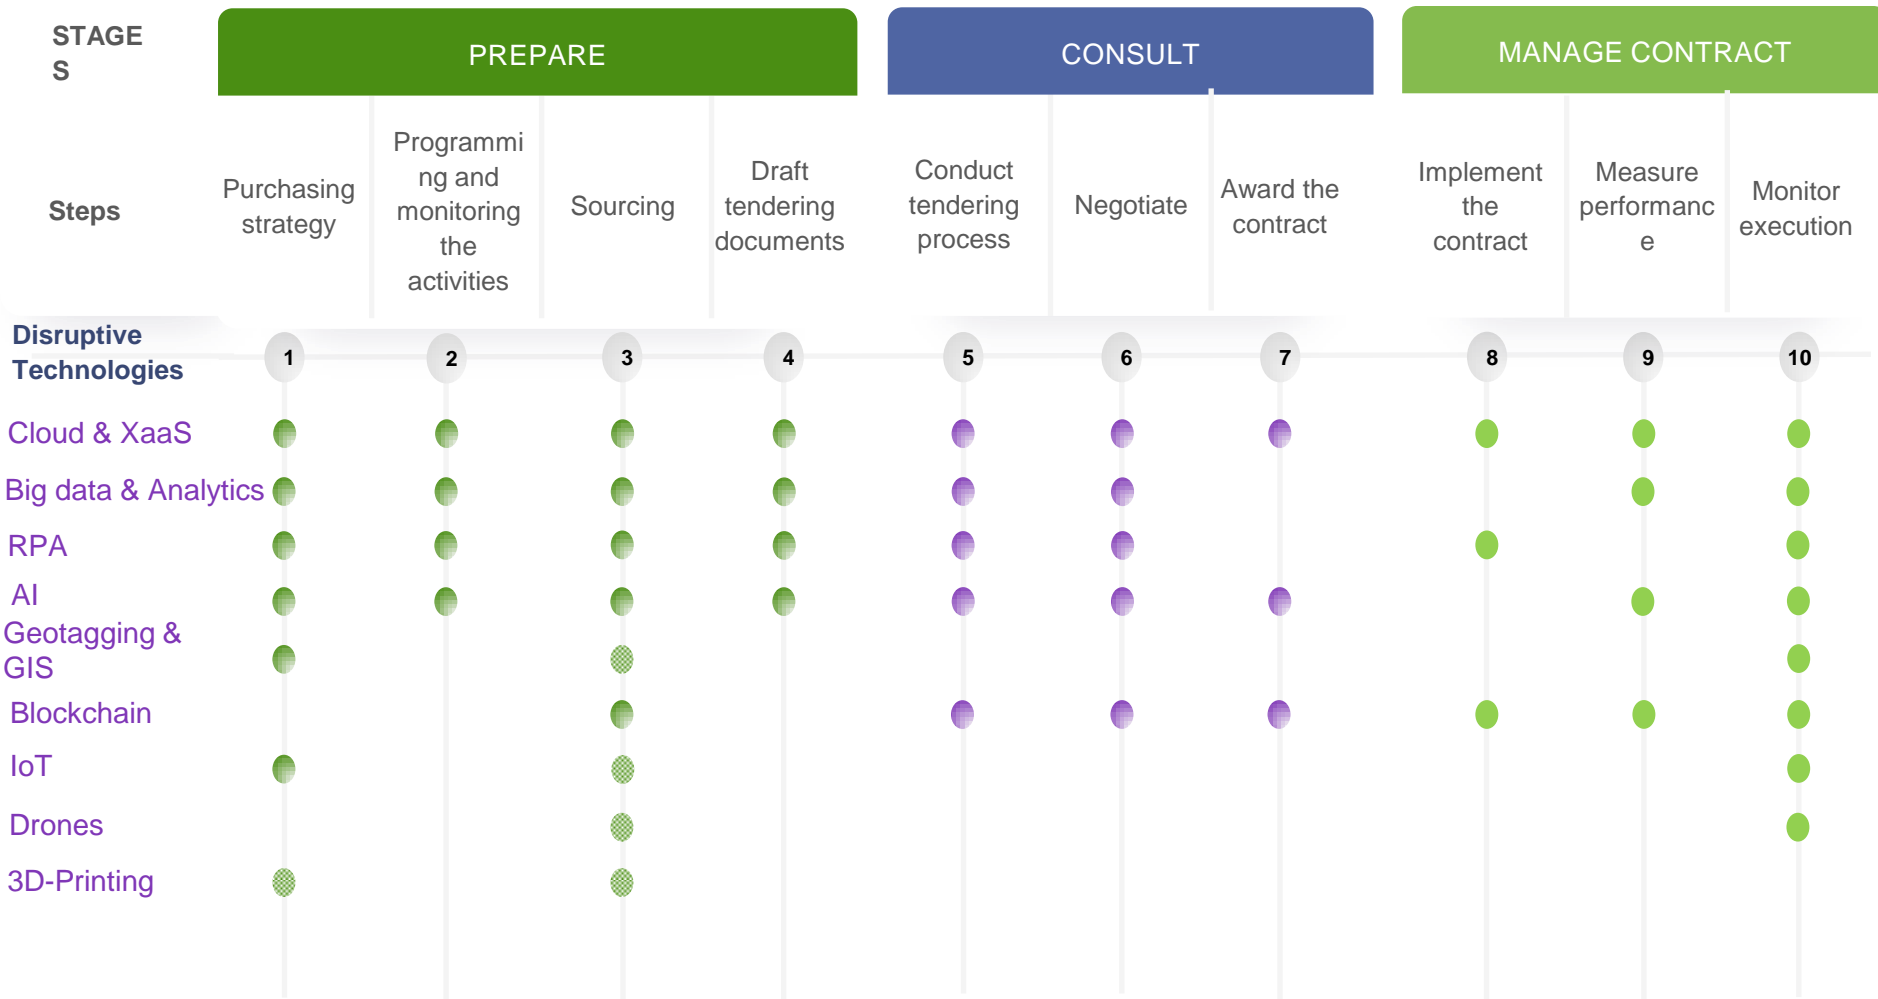 STAGE
S
PREPARE
CONSULT
MANAGE CONTRACT
Steps
Purchasing
strategy
Programmi
ng and
monitoring
the
activities
Sourcing
Draft
tendering
documents
Conduct
tendering
process
Negotiate
Award the
contract
Implement
the
contract
Measure
performanc
e
Monitor
execution
Disruptive
Technologies
1
2
3
4
5
6
7
8
9
10
Cloud & XaaS
Big data & Analytics
RPA
AI
Geotagging &
GIS
Blockchain
IoT
Drones
3D-Printing